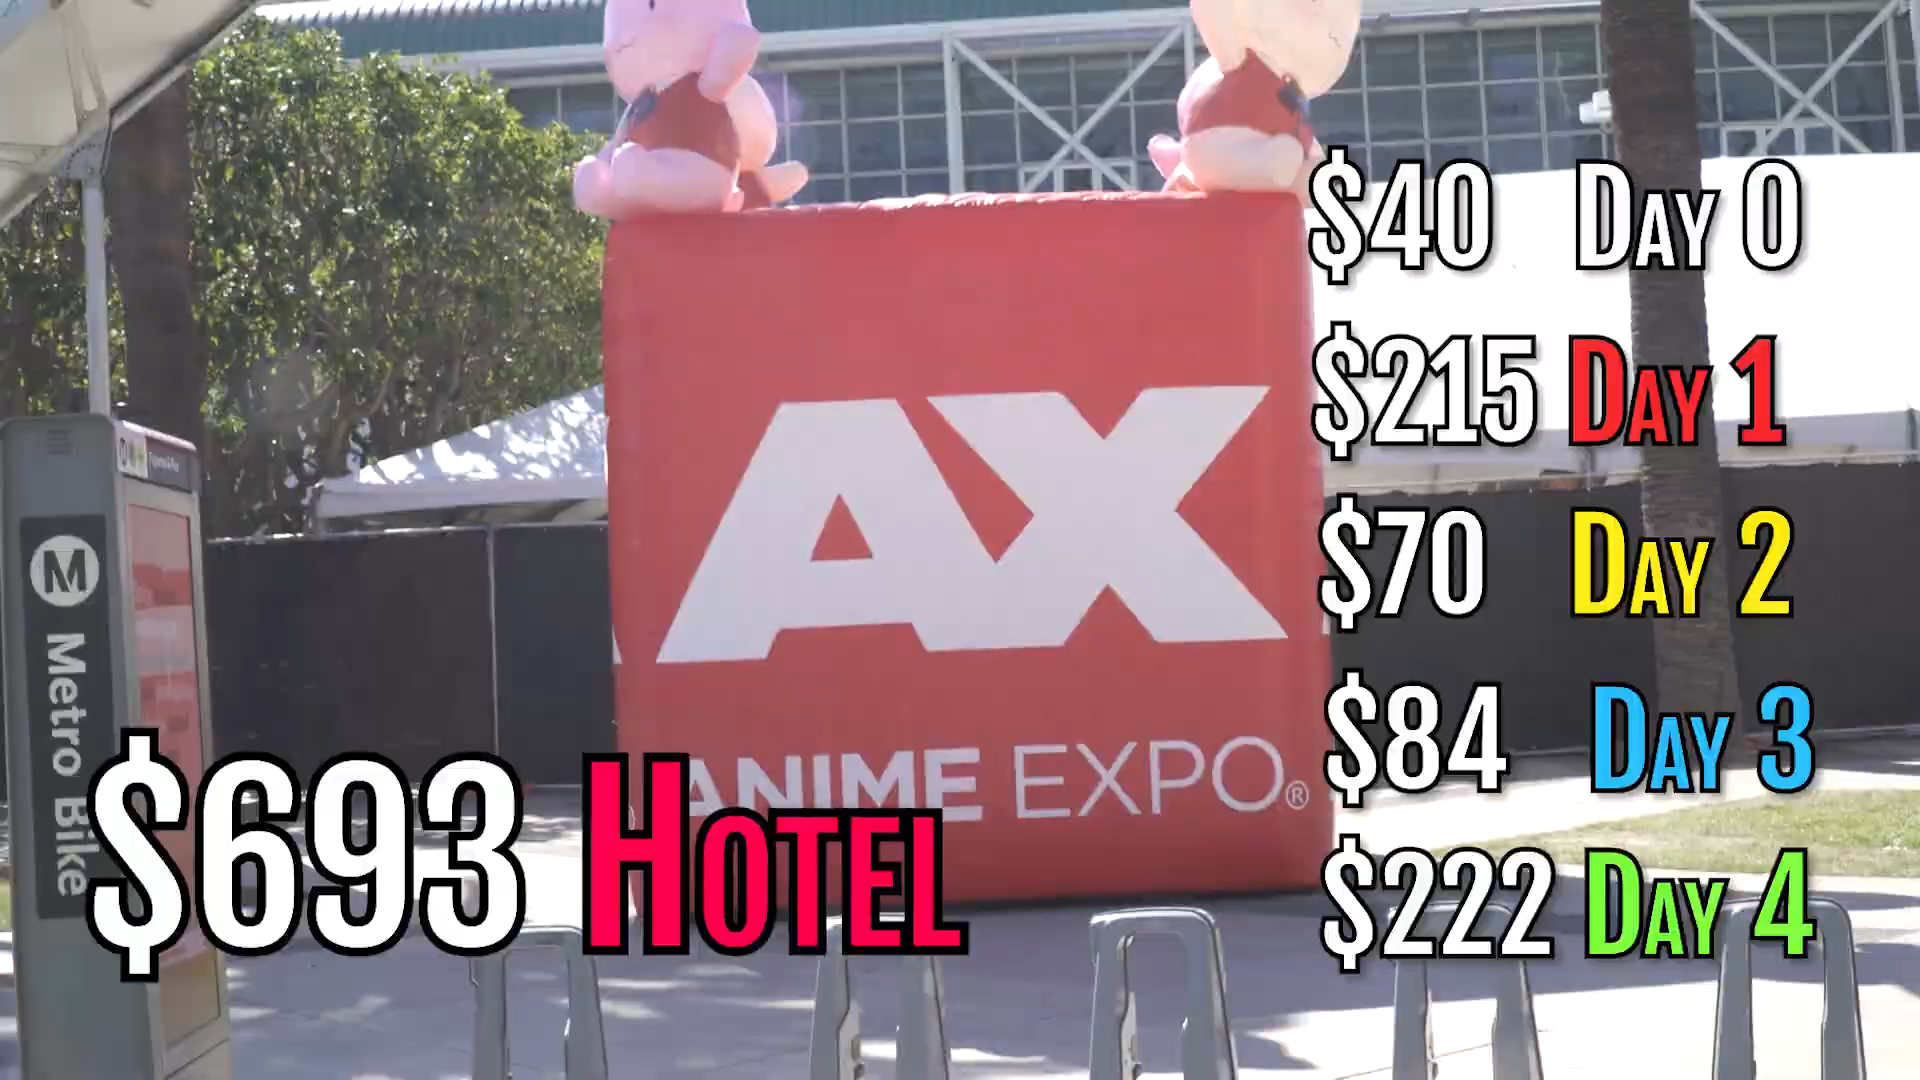 $40 DAY 0
$215 DAY 1
$70 DAY 2
$84 DAY 3
$222 DAY 4
$693 HOTEL
AX
ANIME EXPO®
M
Metro Bike